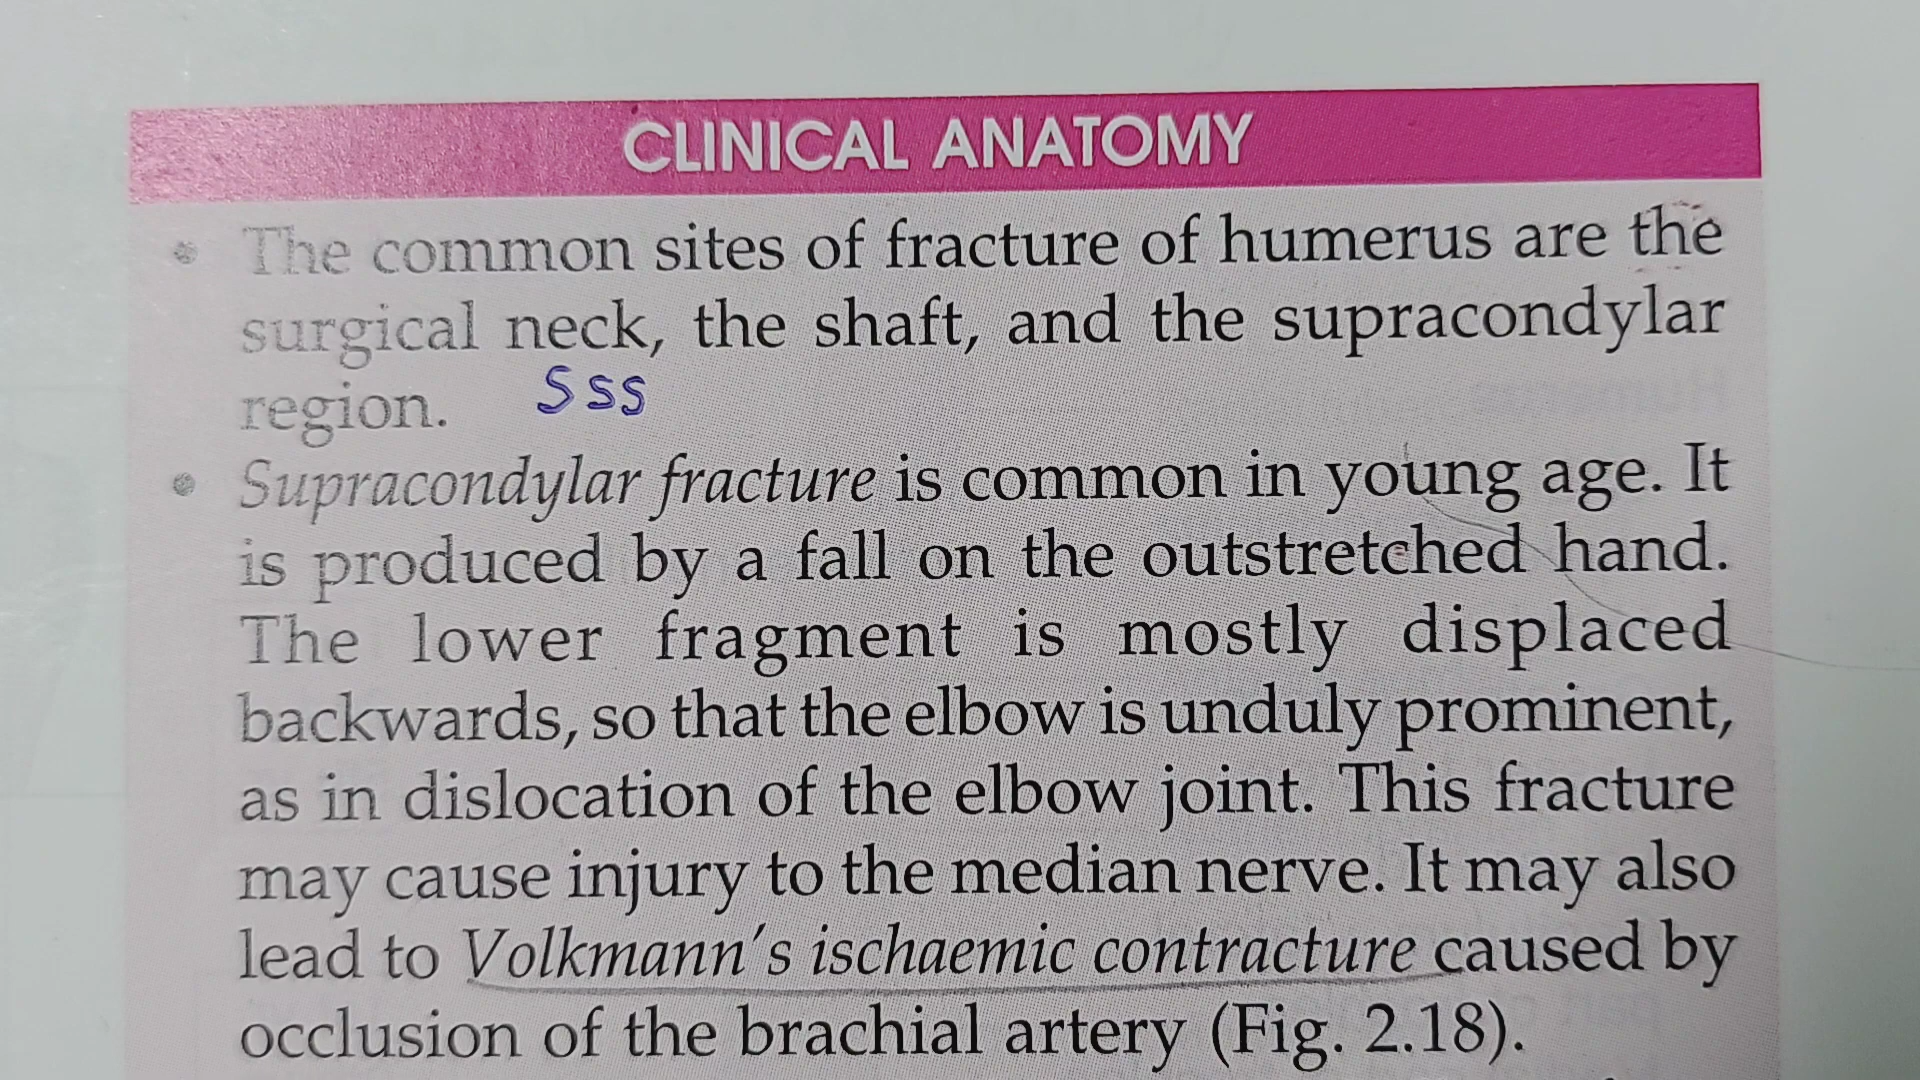 CLINICAL ANATOMY
• The common sites of fracture of humerus are the
surgical neck, the shaft, and the supracondylar
region. Sss
• Supracondylar fracture is common in young age. It
is produced by a fall on the outstretched hand.
The lower fragment is mostly displaced
backwards, so that the elbow is unduly prominent,
as in dislocation of the elbow joint. This fracture
may cause injury to the median nerve. It may also
lead to Volkmann's ischaemic contracture caused by
occlusion of the brachial artery (Fig. 2.18).